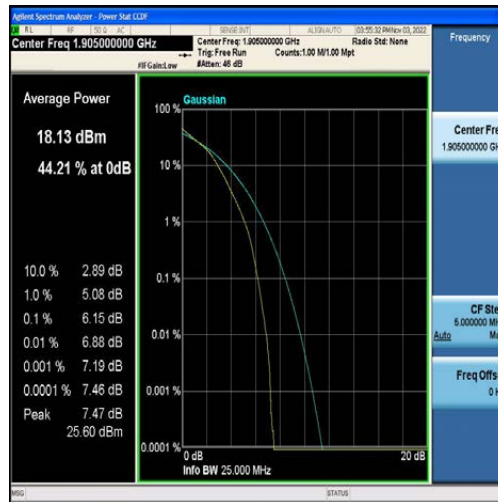 Agilent Spectrum Analyzer - Power Stat CCDF
RL RF 50 Ω AC SENSE:INT ALIGNAUTO 03:55:32 PM Nov 03, 2022
Center Freq 1.905000000 GHz
Center Freq: 1.905000000 GHz Radio Std: None
Trig: Free Run Counts:1.00 M/1.00 Mpt
#IFGain:Low #Atten: 46 dB
Frequency
Average Power
18.13 dBm
44.21 % at 0dB
10.0 % 2.89 dB
1.0 % 5.08 dB
0.1 % 6.15 dB
0.01 % 6.88 dB
0.001 % 7.19 dB
0.0001 % 7.46 dB
Peak 7.47 dB
25.60 dBm
Gaussian
100 %
10 %
1 %
0.1 %
0.01 %
0.001 %
0.0001 %
0 dB 20 dB
Info BW 25.000 MHz
Center Fre
1.905000000 GH
CF Ste
5.000000 MH
Auto Ma
Freq Offs
0 H
MSG STATUS